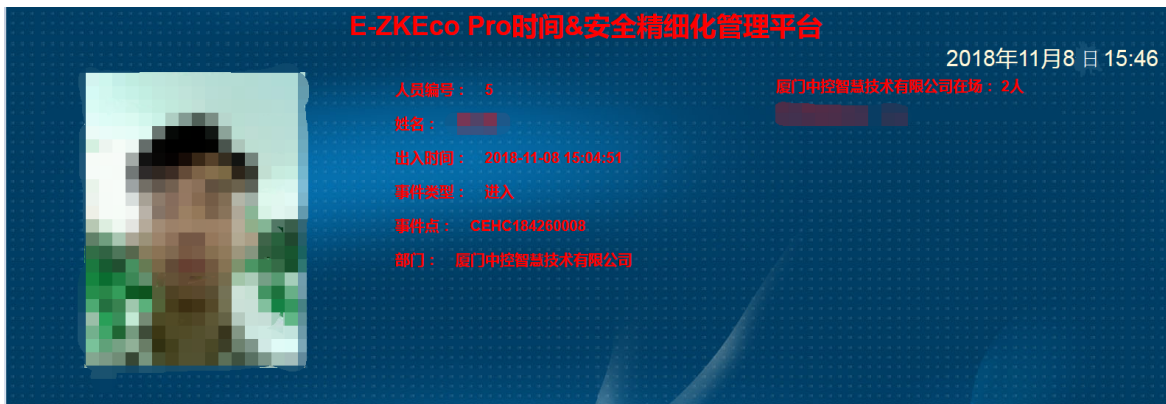 E-ZKEco Pro时间&安全精细化管理平台
2018年11月8日 15:46
人员编号： 5
姓名：
出入时间： 2018-11-08 15:04:51
事件类型： 进入
事件点： CEHC184260008
部门： 厦门中控智慧技术有限公司
厦门中控智慧技术有限公司在场：2人